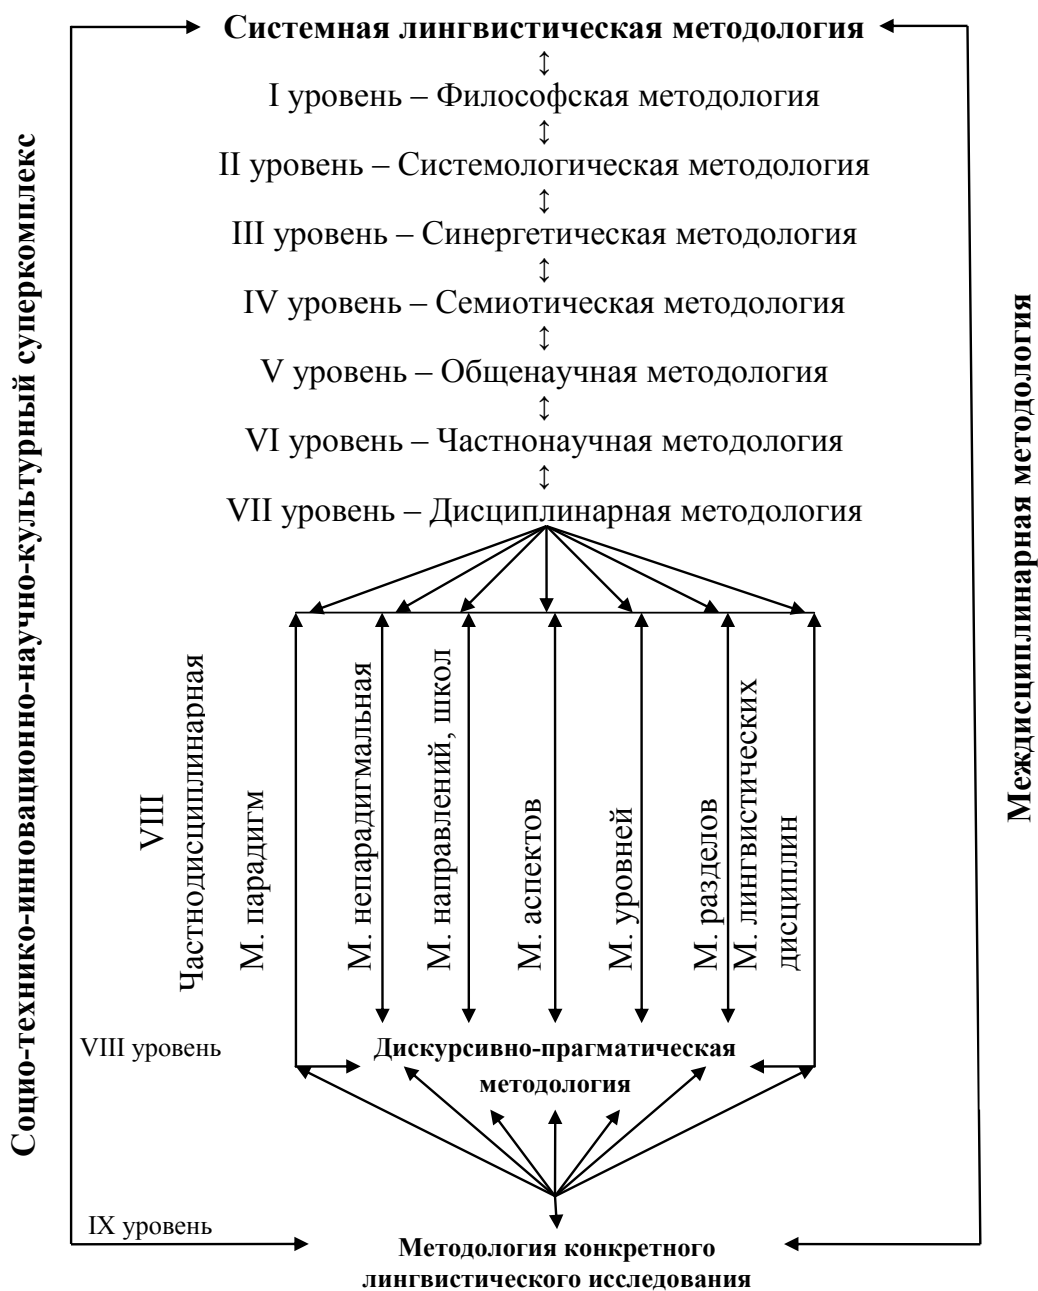 Системная лингвистическая методология
I уровень – Философская методология
II уровень – Системологическая методология
III уровень – Синергетическая методология
IV уровень – Семиотическая методология
V уровень – Общенаучная методология
VI уровень – Частнонаучная методология
VII уровень – Дисциплинарная методология
Социо-технико-инновационно-научно-культурный суперкомплекс
Междисциплинарная методология
VIII
Частнодисциплинарная
М. парадигм
М. непарадигмальная
М. направлений, школ
М. аспектов
М. уровней
М. разделов
М. лингвистических
дисциплин
VIII уровень
Дискурсивно-прагматическая
методология
IX уровень
Методология конкретного
лингвистического исследования